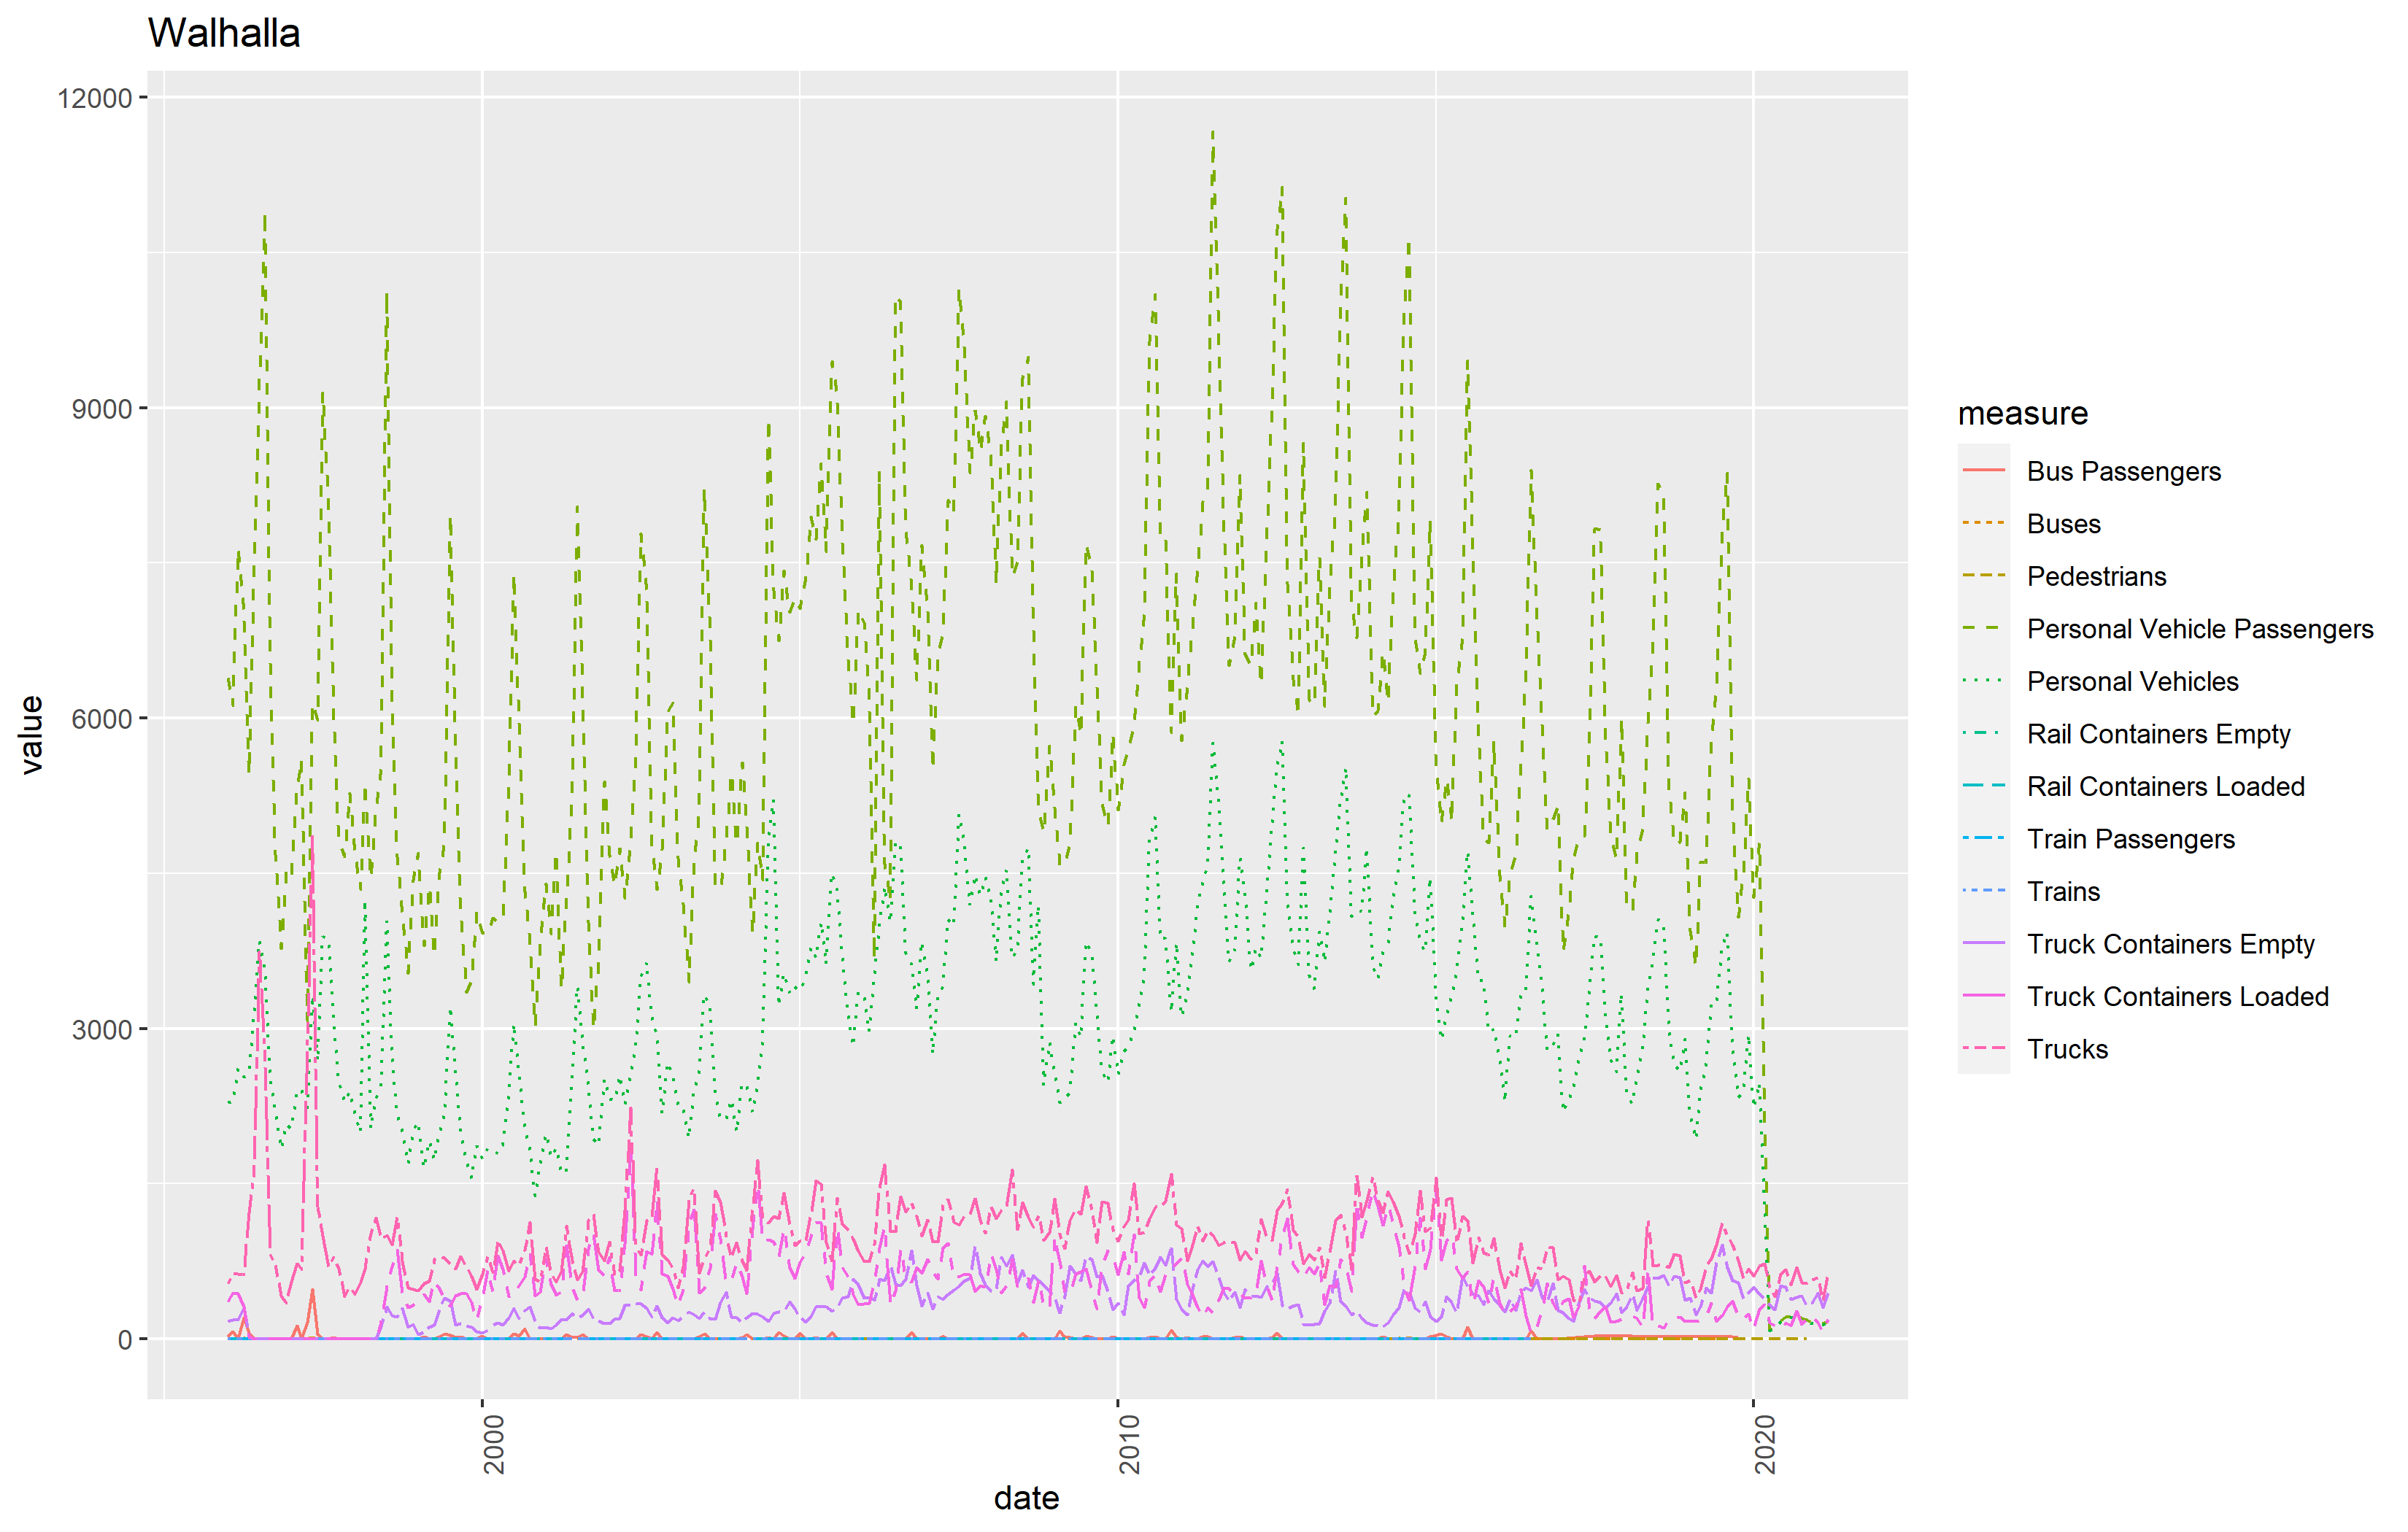 Walhalla
12000
9000
6000
3000
0
value
2000
2010
2020
date
measure
Bus Passengers
Buses
Pedestrians
Personal Vehicle Passengers
Personal Vehicles
Rail Containers Empty
Rail Containers Loaded
Train Passengers
Trains
Truck Containers Empty
Truck Containers Loaded
Trucks